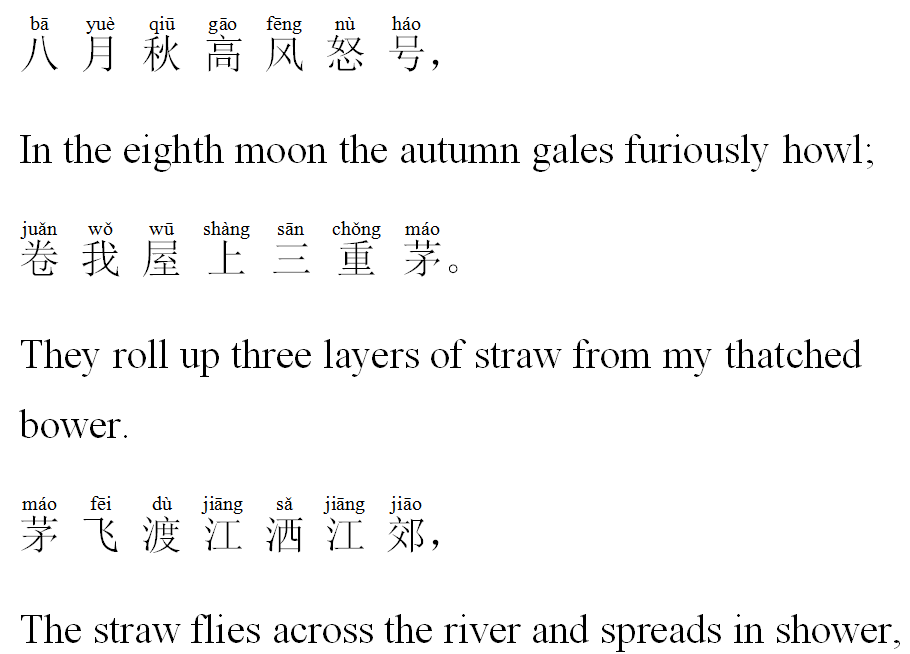 bā yuè qiū gāo fēng nù háo
八月秋高风怒号，
In the eighth moon the autumn gales furiously howl;
juǎn wǒ wū shàng sān chǒng máo
卷我屋上三重茅。
They roll up three layers of straw from my thatched
bower.
máo fēi dù jiāng sǎ jiāng jiāo
茅飞渡江洒江郊，
The straw flies across the river and spreads in shower,